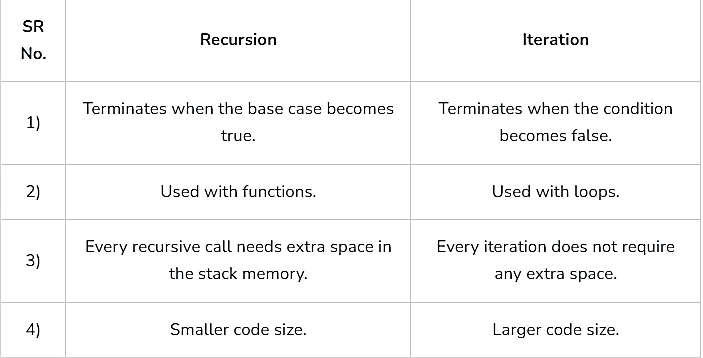 SR
No.
Recursion
Iteration
1)
Terminates when the base case becomes
true.
Terminates when the condition
becomes false.
2)
Used with functions.
Used with loops.
3)
Every recursive call needs extra space in
the stack memory.
Every iteration does not require
any extra space.
4)
Smaller code size.
Larger code size.